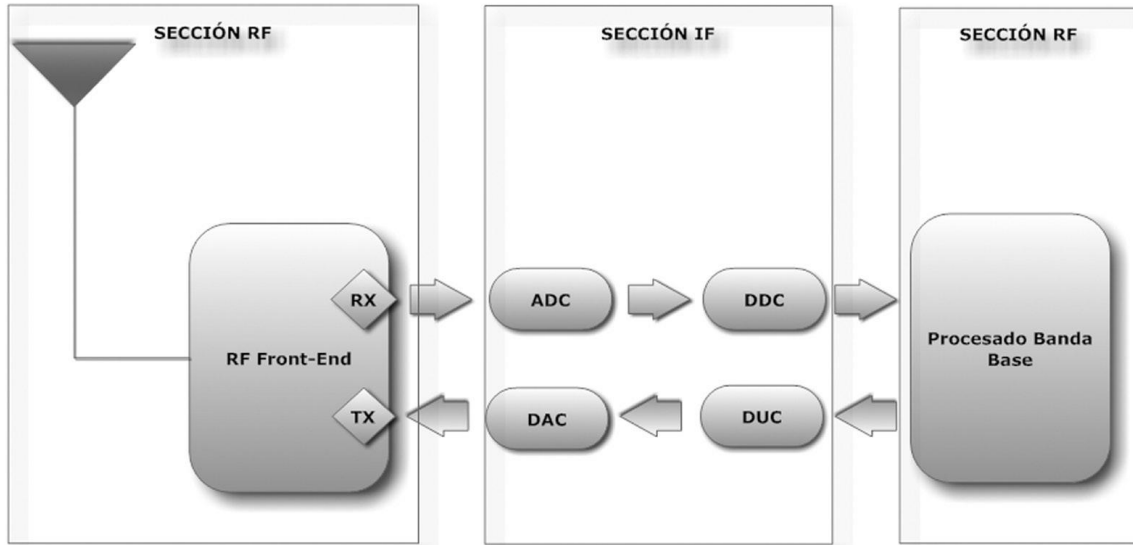 SECCIÓN RF
SECCIÓN IF
SECCIÓN RF
RX
ADC
DDC
RF Front-End
Procesado Banda
Base
TX
DAC
DUC